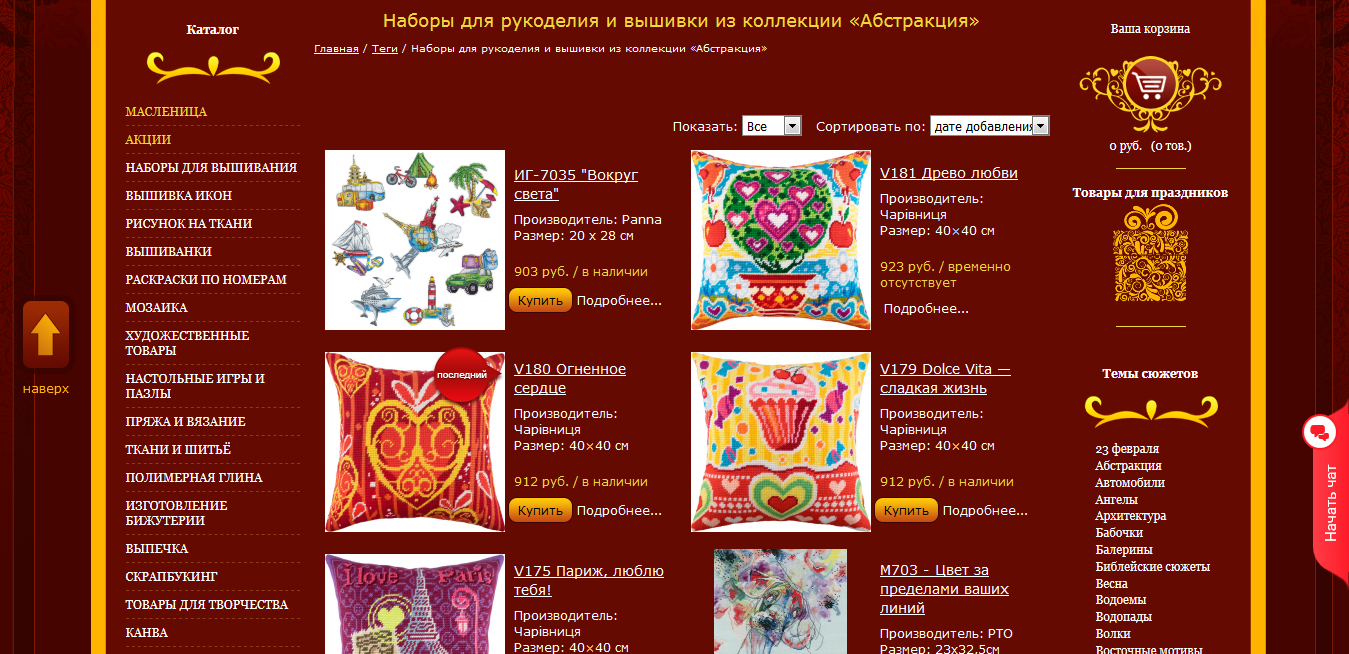 Каталог
МАСЛЕНИЦА
АКЦИИ
НАБОРЫ ДЛЯ ВЫШИВАНИЯ
ВЫШИВКА ИКОН
РИСУНОК НА ТКАНИ
ВЫШИВАНКИ
РАСКРАСКИ ПО НОМЕРАМ
МОЗАИКА
ХУДОЖЕСТВЕННЫЕ
ТОВАРЫ
НАСТОЛЬНЫЕ ИГРЫ И
ПАЗЛЫ
ПРЯЖА И ВЯЗАНИЕ
ТКАНИ И ШИТЬЁ
ПОЛИМЕРНАЯ ГЛИНА
ИЗГОТОВЛЕНИЕ
БИЖУТЕРИИ
ВЫПЕЧКА
СКРАПБУКИНГ
ТОВАРЫ ДЛЯ ТВОРЧЕСТВА
КАНВА
наверх
Наборы для рукоделия и вышивки из коллекции «Абстракция»
Главная / Теги / Наборы для рукоделия и вышивки из коллекции «Абстракция»
Показать: Все Сортировать по: дате добавления
ИГ-7035 "Вокруг
света"
Производитель: Panna
Размер: 20 x 28 см
903 руб. / в наличии
Купить Подробнее...
V181 Древо любви
Производитель:
Чарівниця
Размер: 40×40 см
923 руб. / временно
отсутствует
Подробнее...
последний
V180 Огненное
сердце
Производитель:
Чарівниця
Размер: 40×40 см
912 руб. / в наличии
Купить Подробнее...
V179 Dolce Vita —
сладкая жизнь
Производитель:
Чарівниця
Размер: 40×40 см
912 руб. / в наличии
Купить Подробнее...
I love Paris
V175 Париж, люблю
тебя!
Производитель:
Чарівниця
Размер: 40×40 см
М703 - Цвет за
пределами ваших
линий
Производитель: РТО
Размер: 23х32,5см
Ваша корзина
0 руб. (0 тов.)
Товары для праздников
Темы сюжетов
23 февраля
Абстракция
Автомобили
Ангелы
Архитектура
Бабочки
Балерины
Библейские сюжеты
Весна
Водоемы
Водопады
Волки
Восточные мотивы
Начать чат